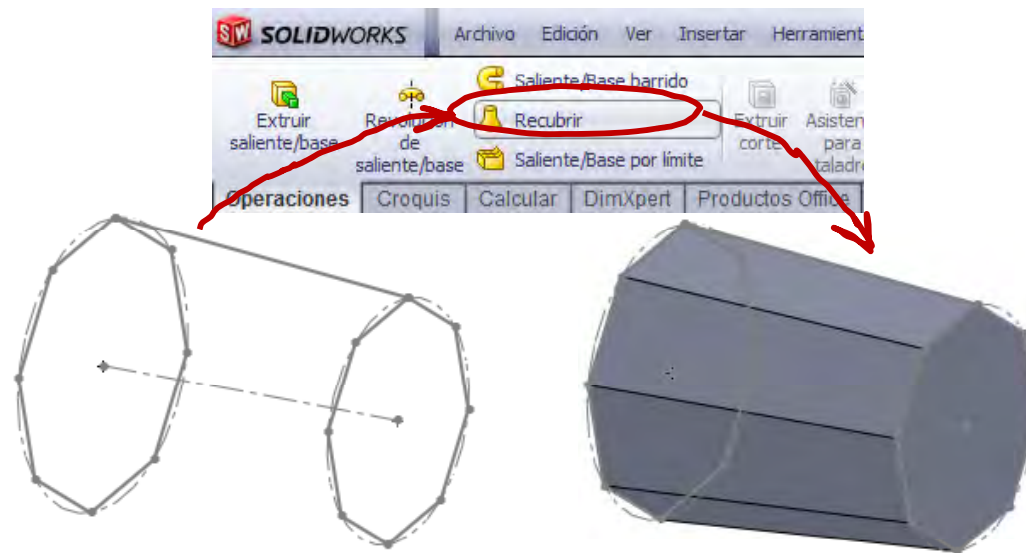 SW SOLIDWORKS Archivo Edición Ver Insertar Herramient
Saliente/Base barrido
Extruir saliente/base
Revolución de saliente/base
Recubrir
Extruir corte
Asisten para taladro
Saliente/Base por límite
Operaciones Croquis Calcular DimXpert Productos Office